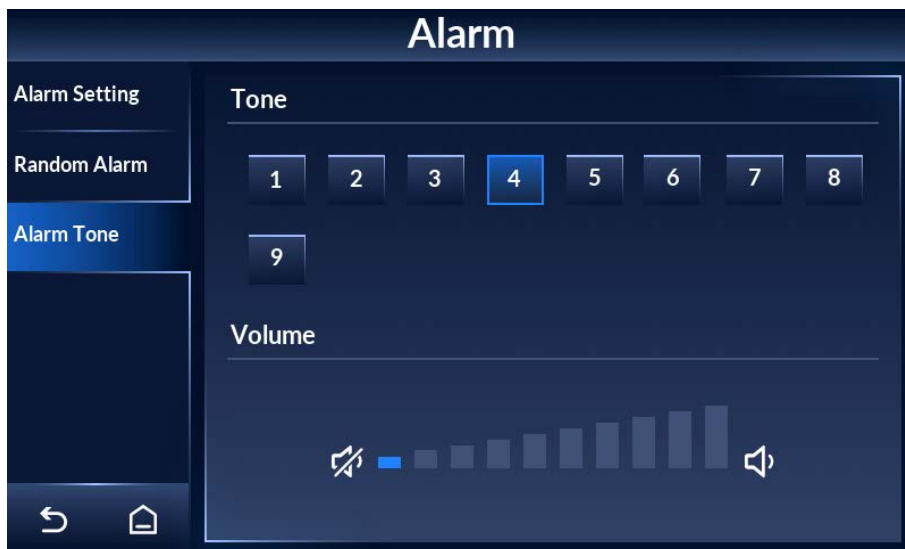 Alarm
Alarm Setting
Random Alarm
Alarm Tone
Tone
1 2 3 4 5 6 7 8
9
Volume